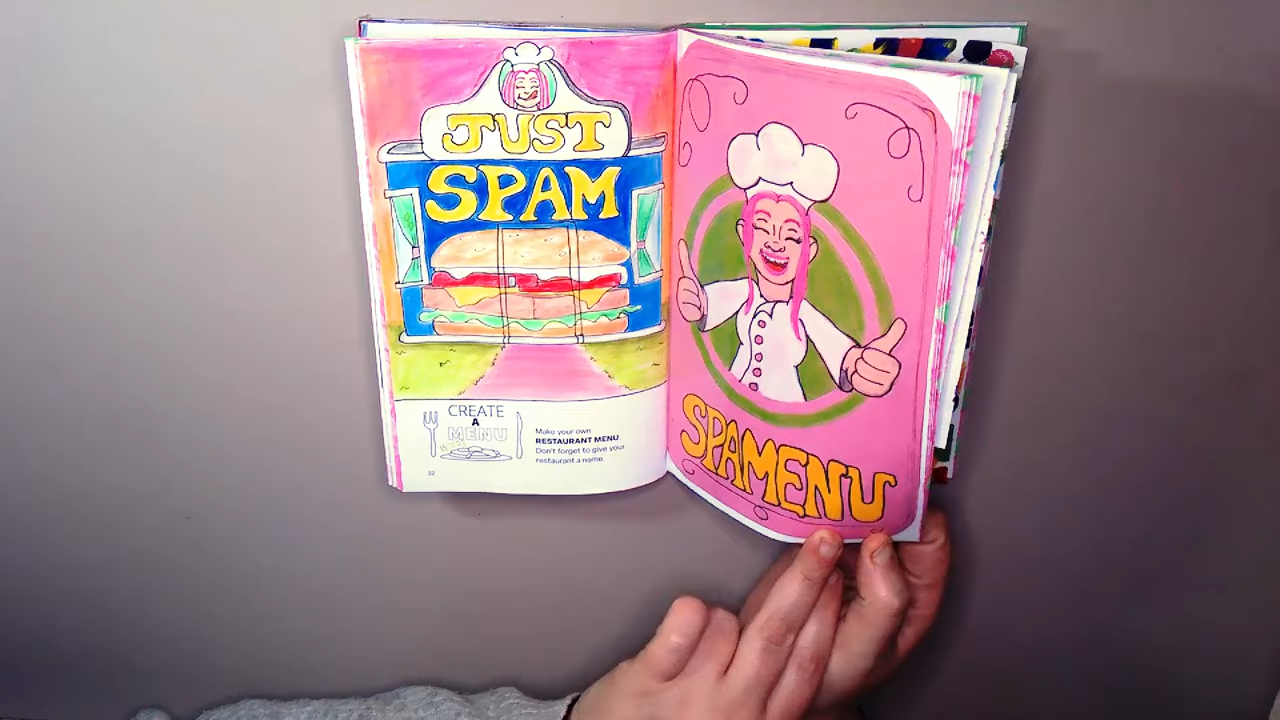 JUST
SPAM
CREATE
A
MENU
Make your own
RESTAURANT MENU.
Don't forget to give your
restaurant a name.
32
SPAMENU